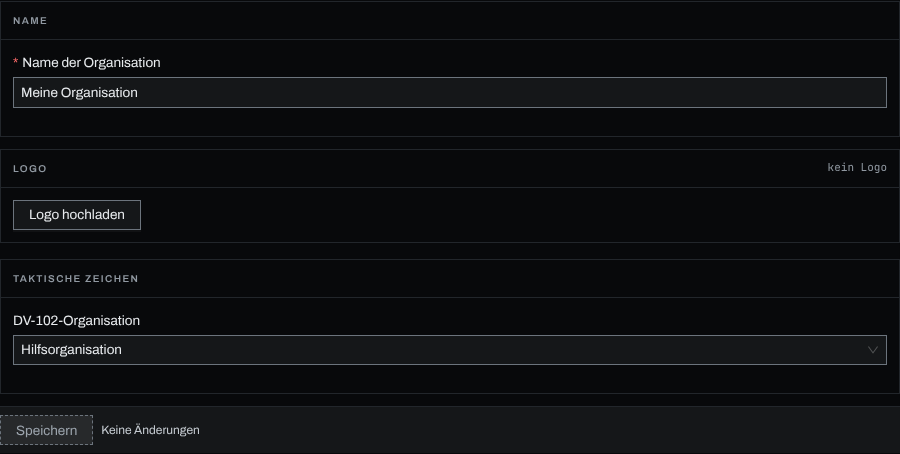 NAME
* Name der Organisation
Meine Organisation
LOGO
kein Logo
Logo hochladen
TAKTISCHE ZEICHEN
DV-102-Organisation
Hilfsorganisation
Speichern
Keine Änderungen